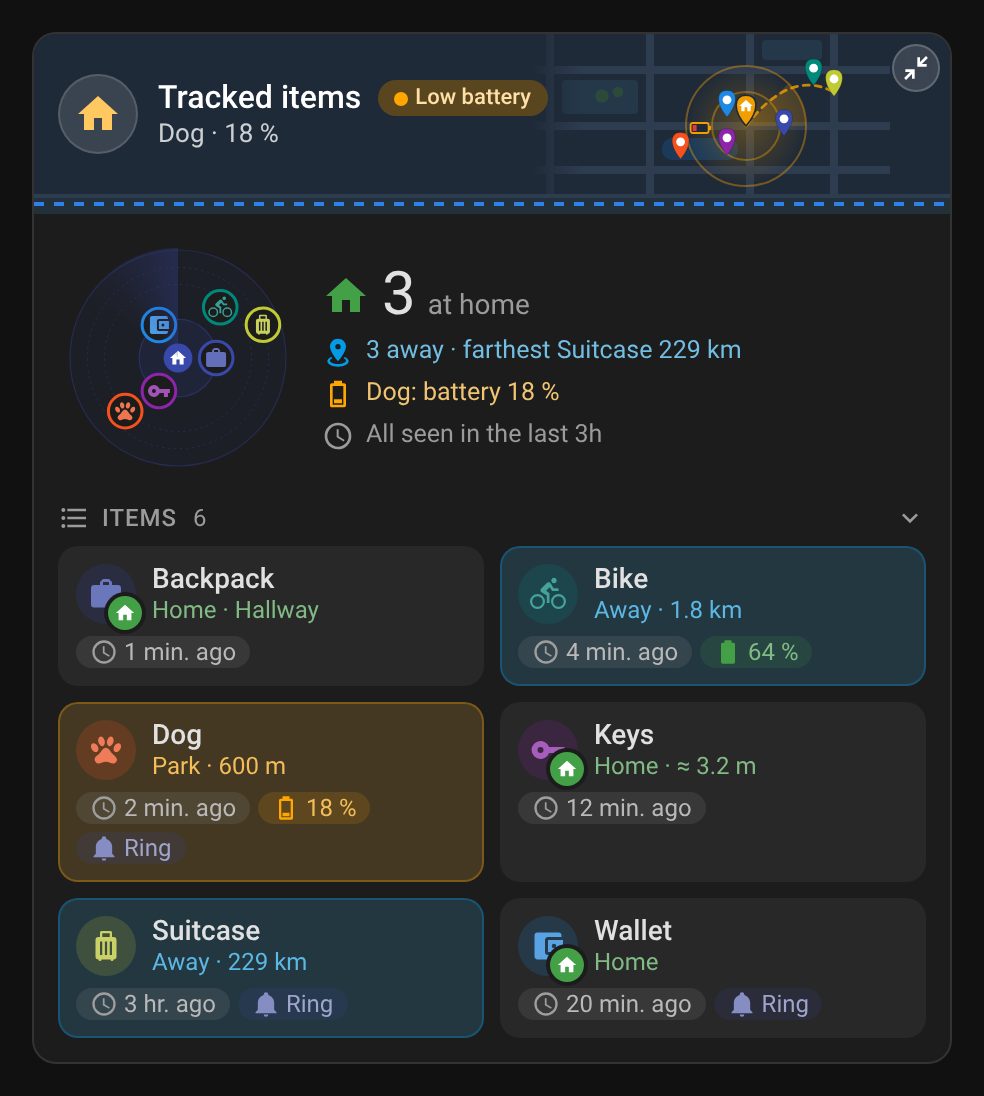 Tracked items
Low battery
Dog · 18 %
3 at home
3 away · farthest Suitcase 229 km
Dog: battery 18 %
All seen in the last 3h
ITEMS 6
Backpack
Home · Hallway
1 min. ago
Bike
Away · 1.8 km
4 min. ago
64 %
Dog
Park · 600 m
2 min. ago
18 %
Ring
Keys
Home · ≈ 3.2 m
12 min. ago
Suitcase
Away · 229 km
3 hr. ago
Ring
Wallet
Home
20 min. ago
Ring